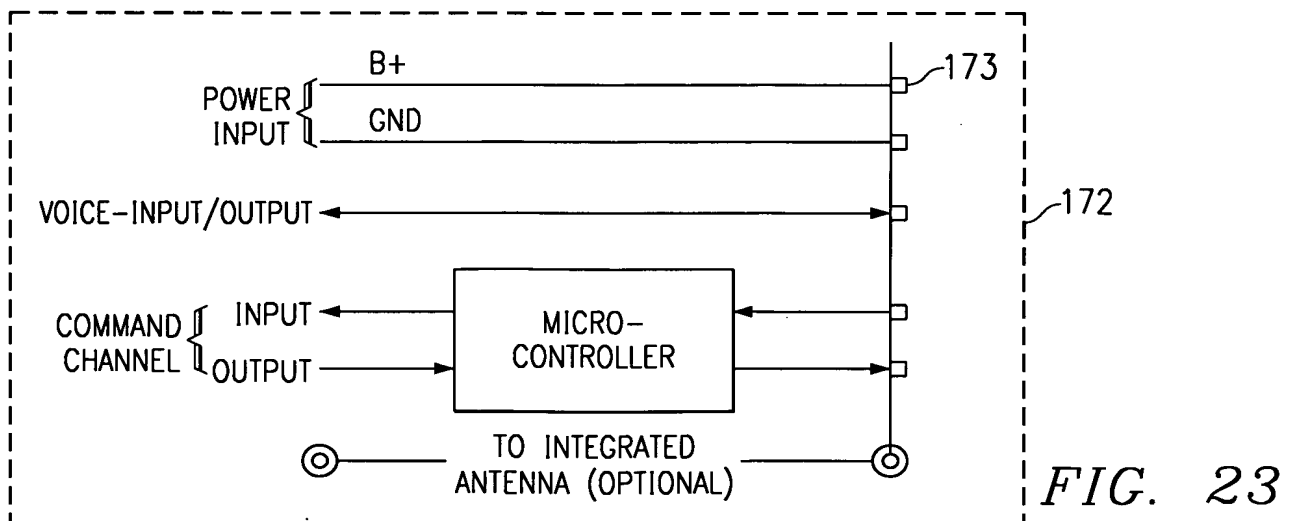 B+
173
POWER
INPUT
GND
VOICE-INPUT/OUTPUT
172
COMMAND
CHANNEL
INPUT
OUTPUT
MICRO-
CONTROLLER
TO INTEGRATED
ANTENNA (OPTIONAL)
FIG. 23